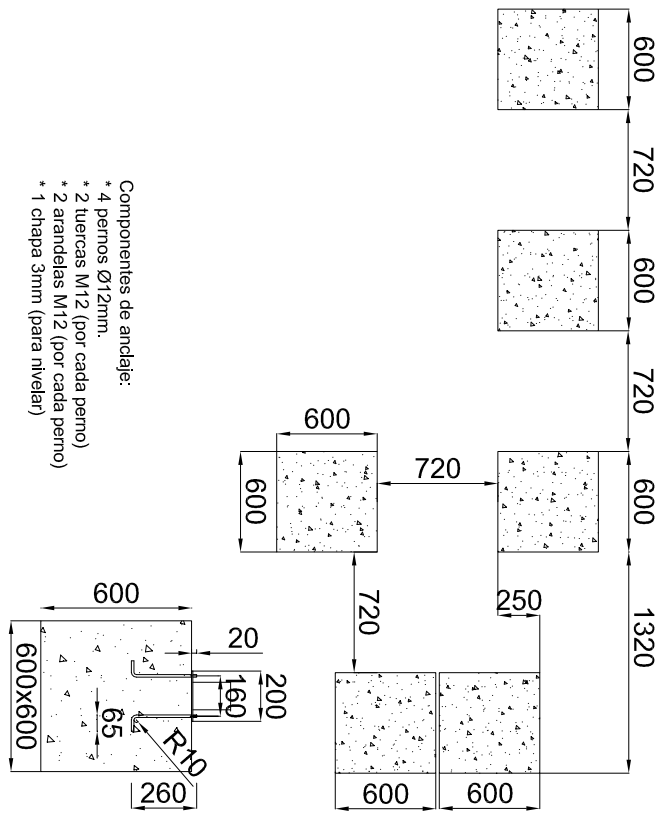 600
720
600
720
600
1320
600
600
720
250
720
600
600
Componentes de anclaje:
* 4 pernos Ø12mm.
* 2 tuercas M12 (por cada perno)
* 2 arandelas M12 (por cada perno)
* 1 chapa 3mm (para nivelar)
600
600x600
20
200
160
65
R10
260